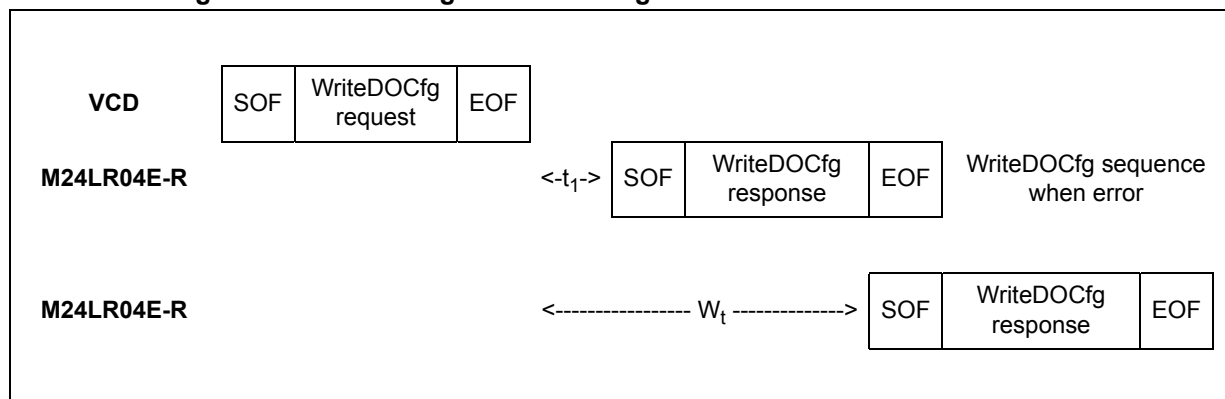 VCD SOF WriteDOCfg request EOF
M24LR04E-R <-t1-> SOF WriteDOCfg response EOF WriteDOCfg sequence when error
M24LR04E-R <----------------- Wt --------------> SOF WriteDOCfg response EOF